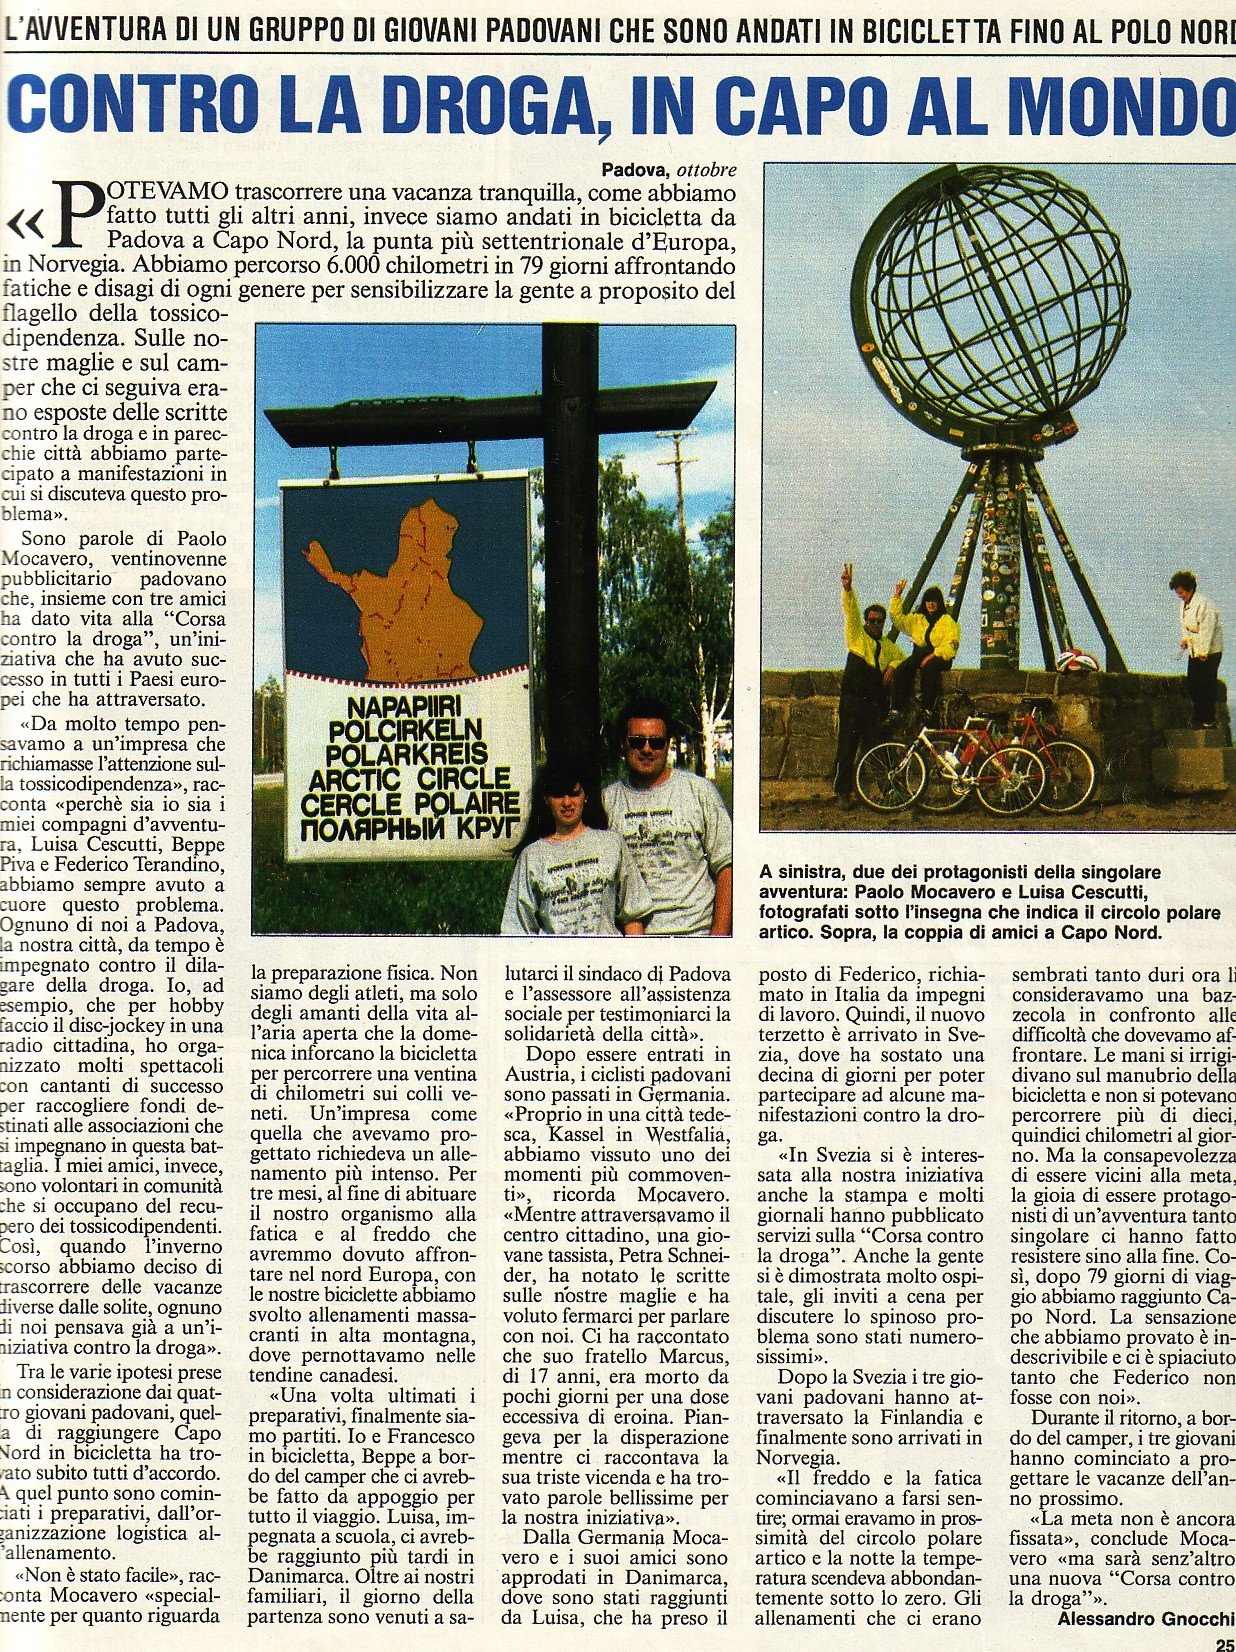 L'AVVENTURA DI UN GRUPPO DI GIOVANI PADOVANI CHE SONO ANDATI IN BICICLETTA FINO AL POLO NORD
CONTRO LA DROGA, IN CAPO AL MONDO
Padova, ottobre
«POTEVAMO trascorrere una vacanza tranquilla, come abbiamo
fatto tutti gli altri anni, invece siamo andati in bicicletta da
Padova a Capo Nord, la punta più settentrionale d'Europa,
in Norvegia. Abbiamo percorso 6.000 chilometri in 79 giorni affrontando
fatiche e disagi di ogni genere per sensibilizzare la gente a proposito del
flagello della tossico-
dipendenza. Sulle no-
stre maglie e sul cam-
per che ci seguiva era-
no esposte delle scritte
contro la droga e in parec-
chie città abbiamo parte-
cipato a manifestazioni in
cui si discuteva questo pro-
blema».
Sono parole di Paolo
Mocavero, ventinovenne
pubblicitario padovano
che, insieme con tre amici
ha dato vita alla “Corsa
contro la droga”, un'ini-
ziativa che ha avuto suc-
cesso in tutti i Paesi euro-
pei che ha attraversato.
«Da molto tempo pen-
savamo a un'impresa che
richiamasse l'attenzione sul-
la tossicodipendenza», rac-
conta «perchè sia io sia i
miei compagni d'avventu-
ra, Luisa Cescutti, Beppe
Piva e Federico Terandino,
abbiamo sempre avuto a
cuore questo problema.
Ognuno di noi a Padova,
la nostra città, da tempo è
impegnato contro il dila-
gare della droga. Io, ad
esempio, che per hobby
faccio il disc-jockey in una
radio cittadina, ho orga-
nizzato molti spettacoli
con cantanti di successo
per raccogliere fondi de-
stinati alle associazioni che
si impegnano in questa bat-
taglia. I miei amici, invece,
sono volontari in comunità
che si occupano del recu-
pero dei tossicodipendenti.
Così, quando l'inverno
scorso abbiamo deciso di
trascorrere delle vacanze
diverse dalle solite, ognuno
di noi pensava già a un'i-
niziativa contro la droga».
Tra le varie ipotesi prese
in considerazione dai quat-
tro giovani padovani, quel-
la di raggiungere Capo
Nord in bicicletta ha tro-
vato subito tutti d'accordo.
A quel punto sono comin-
ciati i preparativi, dall'or-
ganizzazione logistica al-
l'allenamento.
«Non è stato facile», rac-
conta Mocavero «special-
mente per quanto riguarda
NAPAPIIRI
POLCIRKELN
POLARKREIS
ARCTIC CIRCLE
CERCLE POLAIRE
ПОЛЯРНЫЙ КРУГ
A sinistra, due dei protagonisti della singolare
avventura: Paolo Mocavero e Luisa Cescutti,
fotografati sotto l'insegna che indica il circolo polare
artico. Sopra, la coppia di amici a Capo Nord.
la preparazione fisica. Non
siamo degli atleti, ma solo
degli amanti della vita al-
l'aria aperta che la dome-
nica inforcano la bicicletta
per percorrere una ventina
di chilometri sui colli ve-
neti. Un'impresa come
quella che avevamo pro-
gettato richiedeva un alle-
namento più intenso. Per
tre mesi, al fine di abituare
il nostro organismo alla
fatica e al freddo che
avremmo dovuto affron-
tare nel nord Europa, con
le nostre biciclette abbiamo
svolto allenamenti massa-
cranti in alta montagna,
dove pernottavamo nelle
tendine canadesi.
«Una volta ultimati i
preparativi, finalmente sia-
mo partiti. Io e Francesco
in bicicletta, Beppe a bor-
do del camper che ci avreb-
be fatto da appoggio per
tutto il viaggio. Luisa, im-
pegnata a scuola, ci avreb-
be raggiunto più tardi in
Danimarca. Oltre ai nostri
familiari, il giorno della
partenza sono venuti a sa-
lutarci il sindaco di Padova
e l'assessore all'assistenza
sociale per testimoniarci la
solidarietà della città».
Dopo essere entrati in
Austria, i ciclisti padovani
sono passati in Germania.
«Proprio in una città tede-
sca, Kassel in Westfalia,
abbiamo vissuto uno dei
momenti più commoven-
ti», ricorda Mocavero.
«Mentre attraversavamo il
centro cittadino, una gio-
vane tassista, Petra Schnei-
der, ha notato le scritte
sulle nostre maglie e ha
voluto fermarci per parlare
con noi. Ci ha raccontato
che suo fratello Marcus,
di 17 anni, era morto da
pochi giorni per una dose
eccessiva di eroina. Pian-
geva per la disperazione
mentre ci raccontava la
sua triste vicenda e ha tro-
vato parole bellissime per
la nostra iniziativa».
Dalla Germania Moca-
vero e i suoi amici sono
approdati in Danimarca,
dove sono stati raggiunti
da Luisa, che ha preso il
posto di Federico, richia-
mato in Italia da impegni
di lavoro. Quindi, il nuovo
terzetto è arrivato in Sve-
zia, dove ha sostato una
decina di giorni per poter
partecipare ad alcune ma-
nifestazioni contro la dro-
ga.
«In Svezia si è interes-
sata alla nostra iniziativa
anche la stampa e molti
giornali hanno pubblicato
servizi sulla “Corsa contro
la droga”. Anche la gente
si è dimostrata molto ospi-
tale, gli inviti a cena per
discutere lo spinoso pro-
blema sono stati numero-
sissimi».
Dopo la Svezia i tre gio-
vani padovani hanno at-
traversato la Finlandia e
finalmente sono arrivati in
Norvegia.
«Il freddo e la fatica
cominciavano a farsi sen-
tire; ormai eravamo in pros-
simità del circolo polare
artico e la notte la tempe-
ratura scendeva abbondan-
temente sotto lo zero. Gli
allenamenti che ci erano
sembrati tanto duri ora li
consideravamo una baz-
zecola in confronto alle
difficoltà che dovevamo af-
frontare. Le mani si irrigi-
divano sul manubrio della
bicicletta e non si potevano
percorrere più di dieci,
quindici chilometri al gior-
no. Ma la consapevolezza
di essere vicini alla meta,
la gioia di essere protago-
nisti di un'avventura tanto
singolare ci hanno fatto
resistere sino alla fine. Co-
sì, dopo 79 giorni di viag-
gio abbiamo raggiunto Ca-
po Nord. La sensazione
che abbiamo provato è in-
descrivibile e ci è spiaciuto
tanto che Federico non
fosse con noi».
Durante il ritorno, a bor-
do del camper, i tre giovani
hanno cominciato a pro-
gettare le vacanze dell'an-
no prossimo.
«La meta non è ancora
fissata», conclude Moca-
vero «ma sarà senz'altro
una nuova “Corsa contro
la droga”».
Alessandro Gnocchi
25